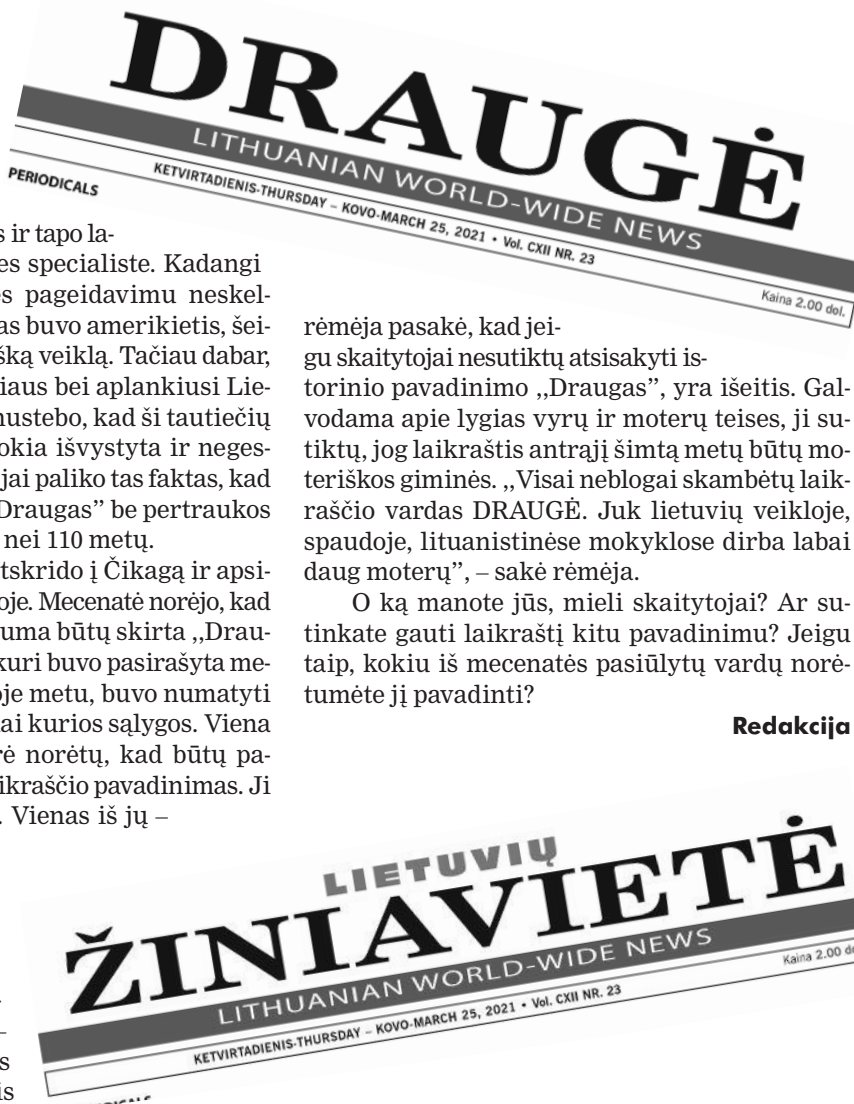 DRAUGĖ
LITHUANIAN WORLD-WIDE NEWS
PERIODICALS
KETVIRTADIENIS-THURSDAY – KOVO-MARCH 25, 2021 • Vol. CXII NR. 23
Kaina 2.00 dol.
s ir tapo la-
es specialiste. Kadangi
es pageidavimu neskel-
as buvo amerikietis, šei-
šką veiklą. Tačiau dabar,
iaus bei aplankiusi Lie-
nustebo, kad ši tautiečių
okia išvystyta ir neges-
jai paliko tas faktas, kad
Draugas” be pertraukos
nei 110 metų.
tskrido į Čikagą ir apsi-
oje. Mecenatė norėjo, kad
uma būtų skirta ,,Drau-
kuri buvo pasirašyta me-
oje metu, buvo numatyti
ai kurios sąlygos. Viena
rė norėtų, kad būtų pa-
ikraščio pavadinimas. Ji
. Vienas iš jų –
–
s
is
rėmėja pasakė, kad jei-
gu skaitytojai nesutiktų atsisakyti is-
torinio pavadinimo ,,Draugas”, yra išeitis. Gal-
vodama apie lygias vyrų ir moterų teises, ji su-
tiktų, jog laikraštis antrąjį šimtą metų būtų mo-
teriškos giminės. ,,Visai neblogai skambėtų laik-
raščio vardas DRAUGĖ. Juk lietuvių veikloje,
spaudoje, lituanistinėse mokyklose dirba labai
daug moterų”, – sakė rėmėja.
O ką manote jūs, mieli skaitytojai? Ar su-
tinkate gauti laikraštį kitu pavadinimu? Jeigu
taip, kokiu iš mecenatės pasiūlytų vardų norė-
tumėte jį pavadinti?
Redakcija
LIETUVIŲ
ŽINIAVIETĖ
LITHUANIAN WORLD-WIDE NEWS
Kaina 2.00 do
KETVIRTADIENIS-THURSDAY – KOVO-MARCH 25, 2021 • Vol. CXII NR. 23